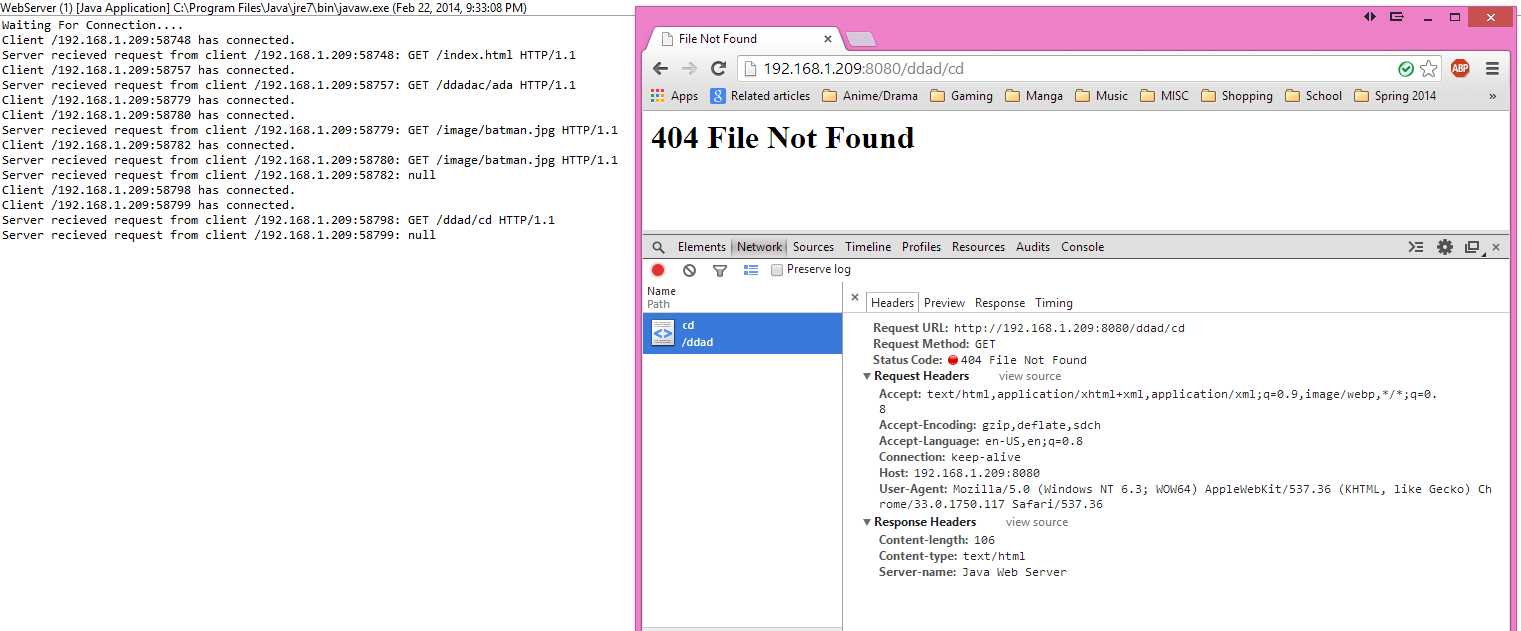 WebServer (1) [Java Application] C:\Program Files\Java\jre7\bin\javaw.exe (Feb 22, 2014, 9:33:08 PM)
Waiting For Connection....
Client /192.168.1.209:58748 has connected.
Server recieved request from client /192.168.1.209:58748: GET /index.html HTTP/1.1
Client /192.168.1.209:58757 has connected.
Server recieved request from client /192.168.1.209:58757: GET /ddadac/ada HTTP/1.1
Client /192.168.1.209:58779 has connected.
Client /192.168.1.209:58780 has connected.
Server recieved request from client /192.168.1.209:58779: GET /image/batman.jpg HTTP/1.1
Client /192.168.1.209:58782 has connected.
Server recieved request from client /192.168.1.209:58780: GET /image/batman.jpg HTTP/1.1
Server recieved request from client /192.168.1.209:58782: null
Client /192.168.1.209:58798 has connected.
Client /192.168.1.209:58799 has connected.
Server recieved request from client /192.168.1.209:58798: GET /ddad/cd HTTP/1.1
Server recieved request from client /192.168.1.209:58799: null
File Not Found
192.168.1.209:8080/ddad/cd
ABP
Apps 8 Related articles Anime/Drama Gaming Manga Music MISC Shopping School Spring 2014 »
404 File Not Found
Elements Network Sources Timeline Profiles Resources Audits Console
Preserve log
Name
Path
cd
/ddad
Headers Preview Response Timing
Request URL: http://192.168.1.209:8080/ddad/cd
Request Method: GET
Status Code: 404 File Not Found
Request Headers view source
Accept: text/html,application/xhtml+xml,application/xml;q=0.9,image/webp,*/*;q=0.
8
Accept-Encoding: gzip,deflate,sdch
Accept-Language: en-US,en;q=0.8
Connection: keep-alive
Host: 192.168.1.209:8080
User-Agent: Mozilla/5.0 (Windows NT 6.3; WOW64) AppleWebKit/537.36 (KHTML, like Gecko) Ch
rome/33.0.1750.117 Safari/537.36
Response Headers view source
Content-length: 106
Content-type: text/html
Server-name: Java Web Server